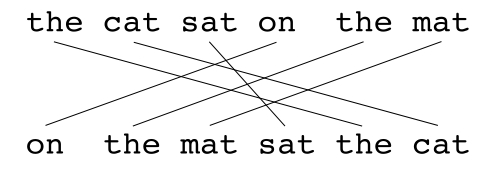 the cat sat on the mat
on the mat sat the cat